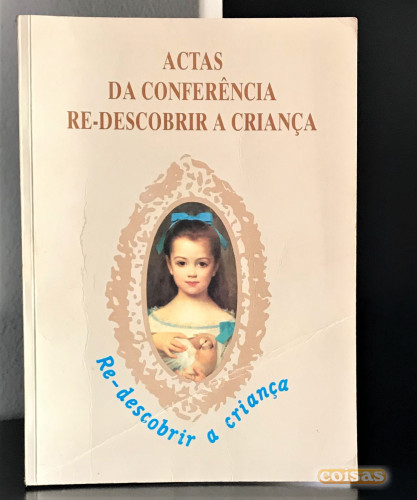 ACTAS
DA CONFERÊNCIA
RE-DESCOBRIR A CRIANÇA
Re-descobrir a criança
coisas